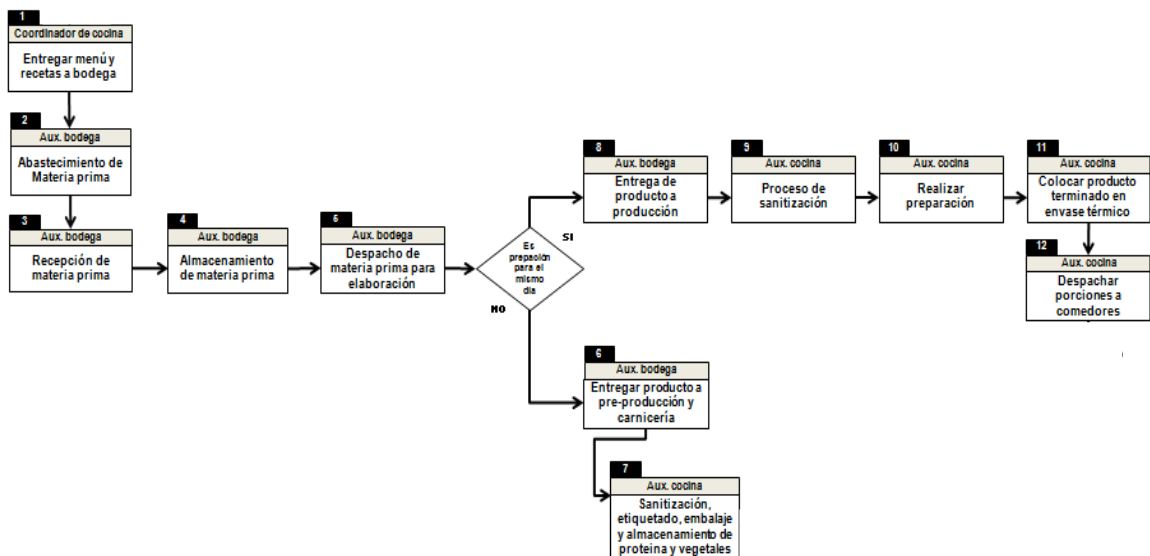 1
Coordinador de cocina
Entregar menú y
recetas a bodega
2
Aux. bodega
Abastecimiento de
Materia prima
3
Aux. bodega
Recepción de
materia prima
4
Aux. bodega
Almacenamiento
de materia prima
5
Aux. bodega
Despacho de
materia prima para
elaboración
Es
prepación
para el
mismo
dia
SI
NO
8
Aux. bodega
Entrega de
producto a
producción
9
Aux. cocina
Proceso de
sanitización
10
Aux. cocina
Realizar
preparación
11
Aux. cocina
Colocar producto
terminado en
envase térmico
12
Aux. cocina
Despachar
porciones a
comedores
6
Aux. bodega
Entregar producto a
pre-producción y
carnicería
7
Aux. cocina
Sanitización,
etiquetado, embalaje
y almacenamiento de
proteina y vegetales